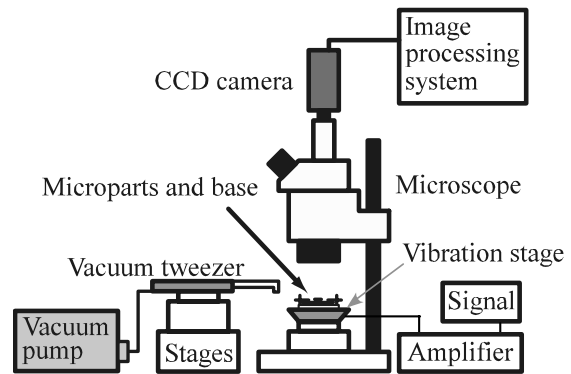 Image
processing
system
CCD camera
Microparts and base
Microscope
Vibration stage
Vacuum tweezer
Signal
Vacuum
pump
Stages
Amplifier